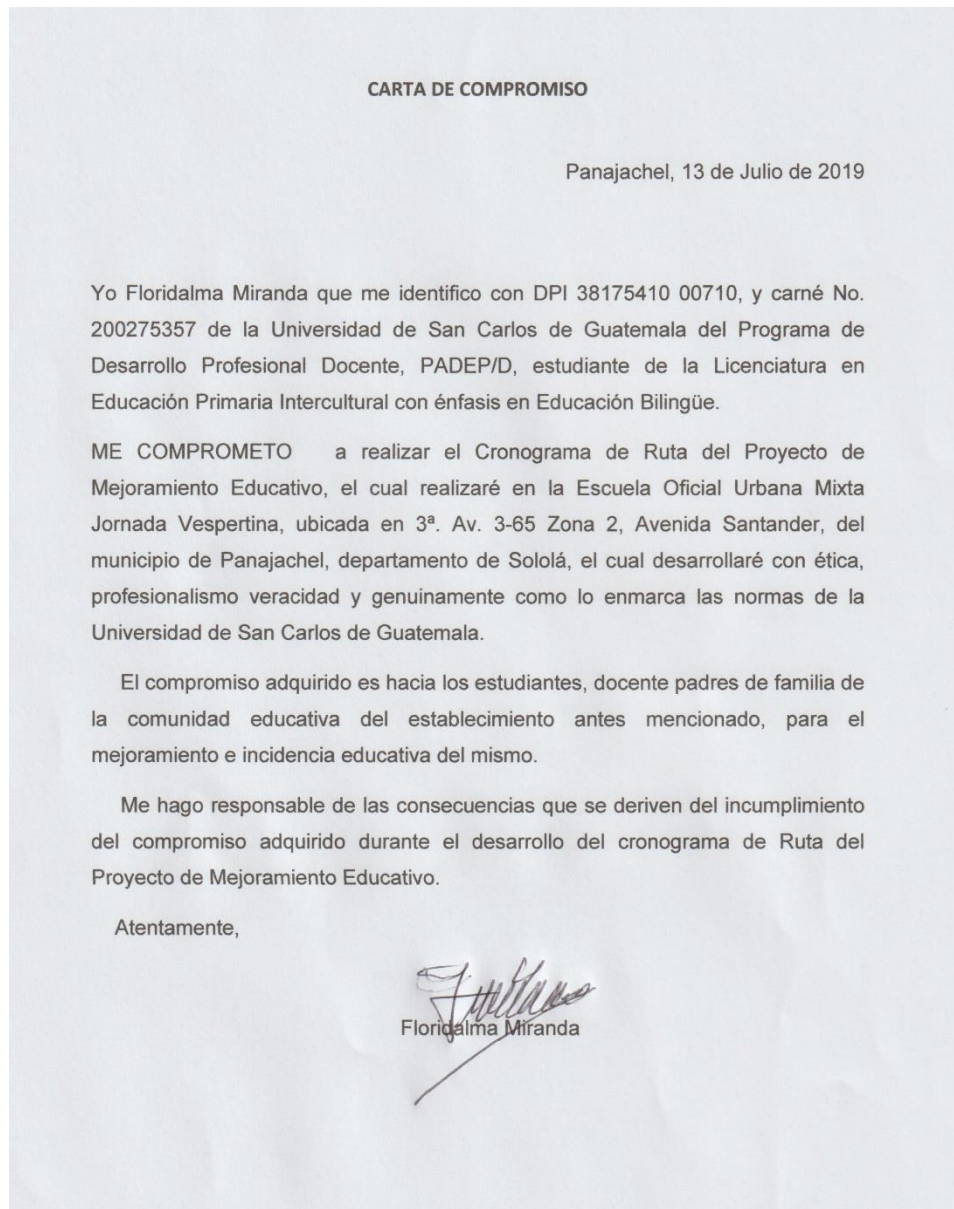 CARTA DE COMPROMISO
Panajachel, 13 de Julio de 2019
Yo Floridalma Miranda que me identifico con DPI 38175410 00710, y carné No.
200275357 de la Universidad de San Carlos de Guatemala del Programa de
Desarrollo Profesional Docente, PADEP/D, estudiante de la Licenciatura en
Educación Primaria Intercultural con énfasis en Educación Bilingüe.
ME COMPROMETO a realizar el Cronograma de Ruta del Proyecto de
Mejoramiento Educativo, el cual realizaré en la Escuela Oficial Urbana Mixta
Jornada Vespertina, ubicada en 3ª. Av. 3-65 Zona 2, Avenida Santander, del
municipio de Panajachel, departamento de Sololá, el cual desarrollaré con ética,
profesionalismo veracidad y genuinamente como lo enmarca las normas de la
Universidad de San Carlos de Guatemala.
El compromiso adquirido es hacia los estudiantes, docente padres de familia de
la comunidad educativa del establecimiento antes mencionado, para el
mejoramiento e incidencia educativa del mismo.
Me hago responsable de las consecuencias que se deriven del incumplimiento
del compromiso adquirido durante el desarrollo del cronograma de Ruta del
Proyecto de Mejoramiento Educativo.
Atentamente,
Floridalma Miranda